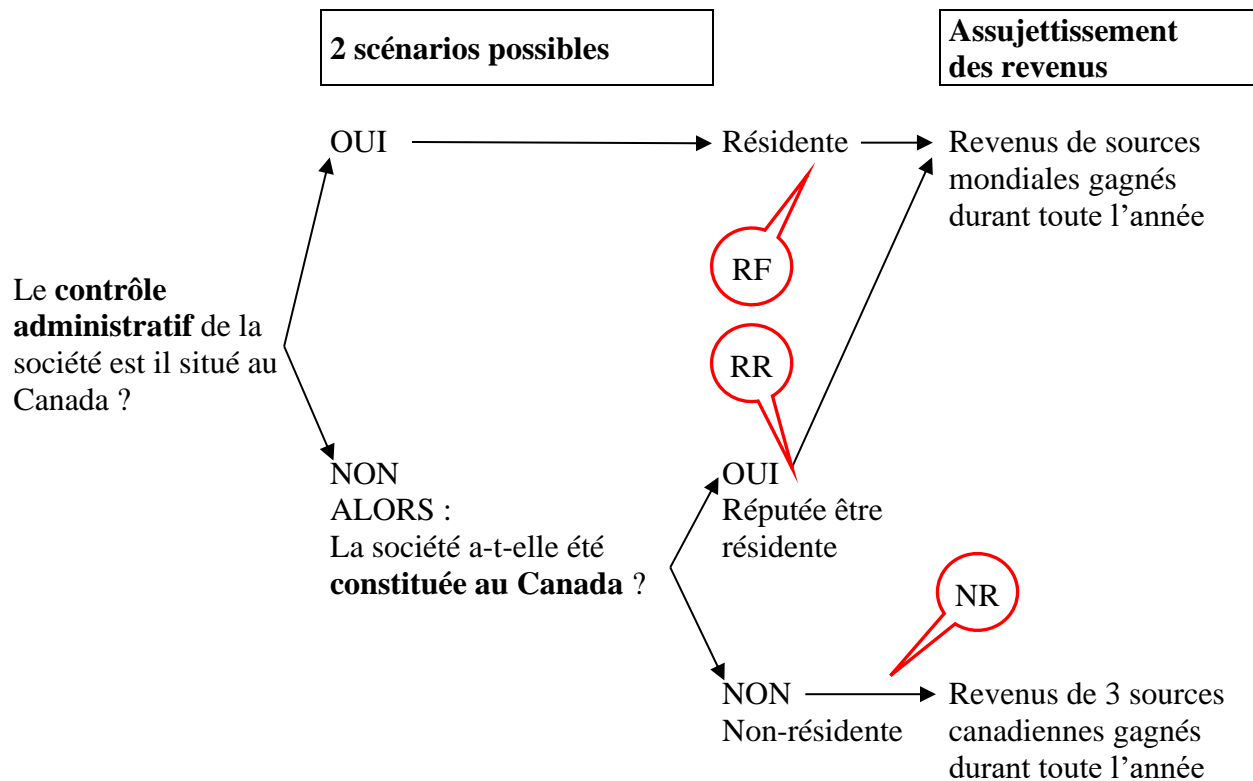 2 scénarios possibles
Assujettissement
des revenus
OUI
Résidente
Revenus de sources
mondiales gagnés
durant toute l’année
RF
Le contrôle
administratif de la
société est il situé au
Canada ?
RR
NON
ALORS :
La société a-t-elle été
constituée au Canada ?
OUI
Réputée être
résidente
NR
NON
Non-résidente
Revenus de 3 sources
canadiennes gagnés
durant toute l’année